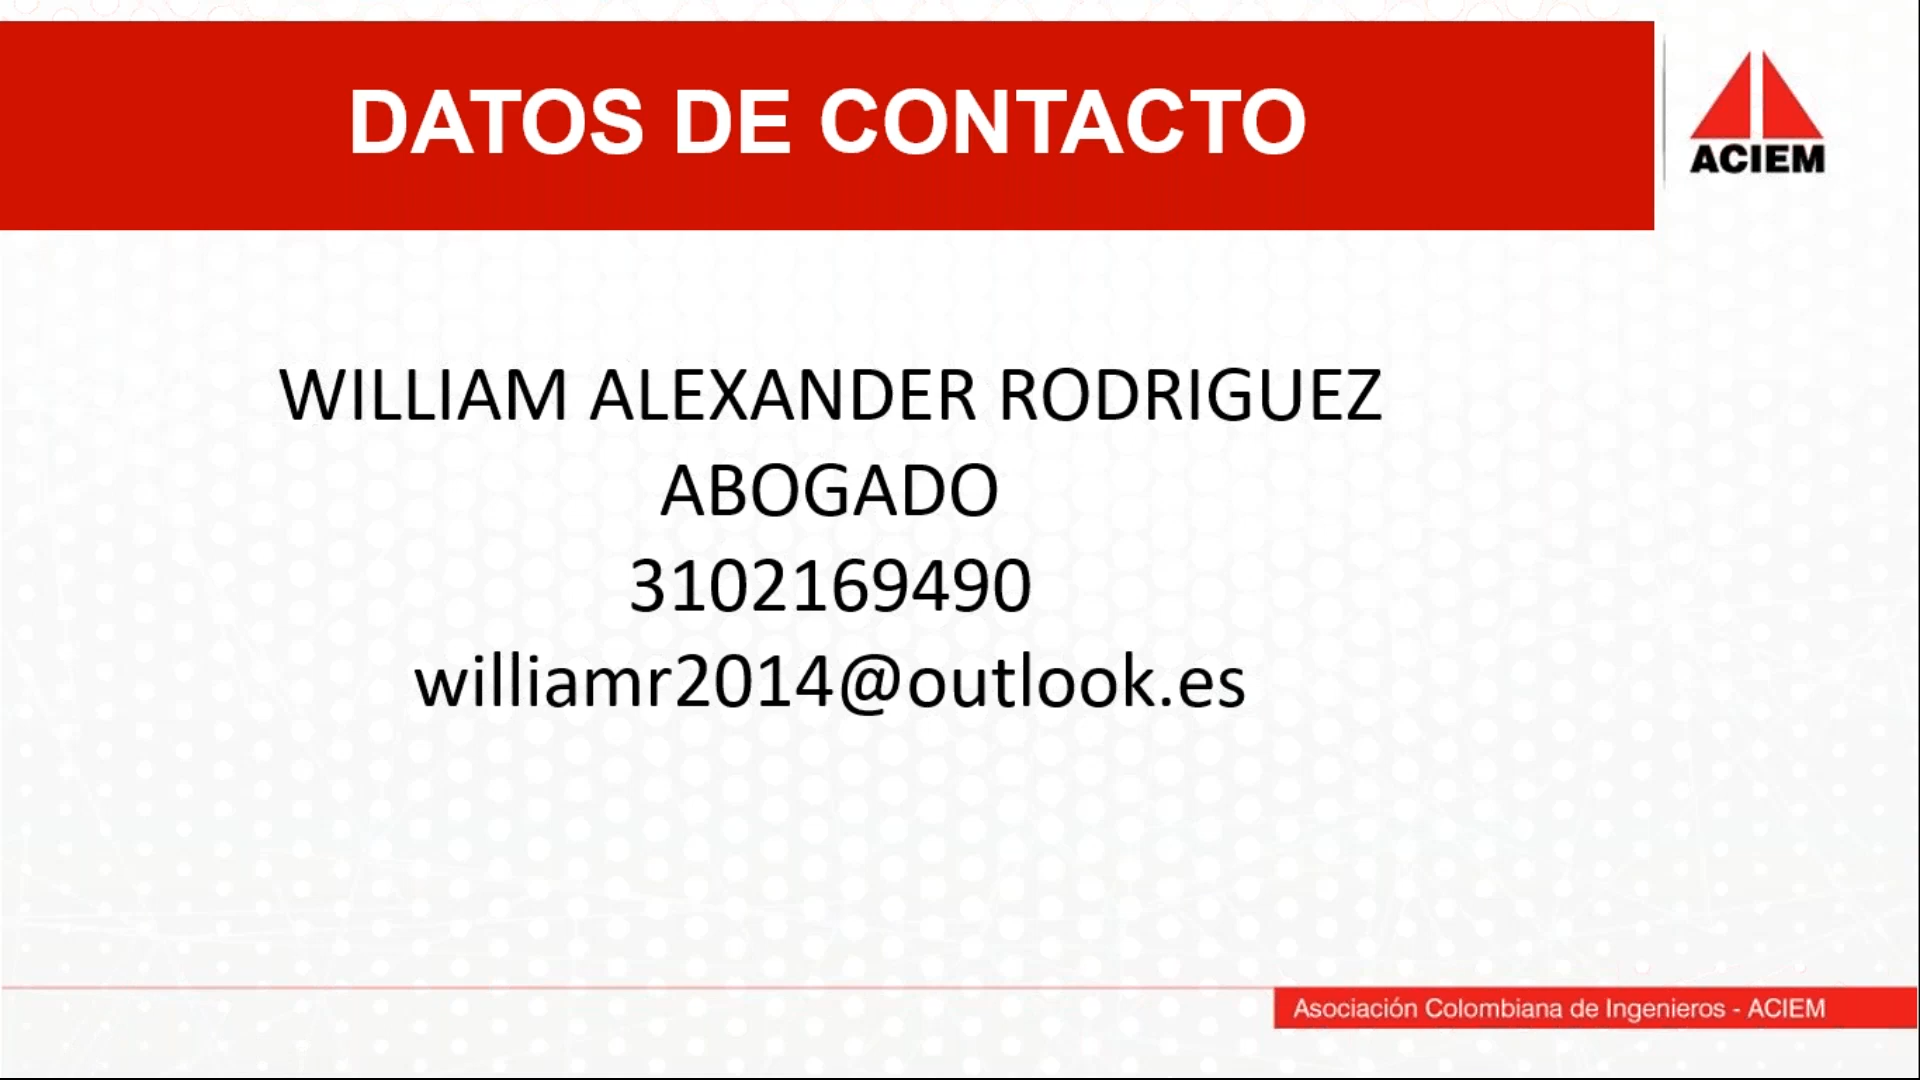 DATOS DE CONTACTO
ACIEM
WILLIAM ALEXANDER RODRIGUEZ
ABOGADO
3102169490
williamr2014@outlook.es
Asociación Colombiana de Ingenieros - ACIEM